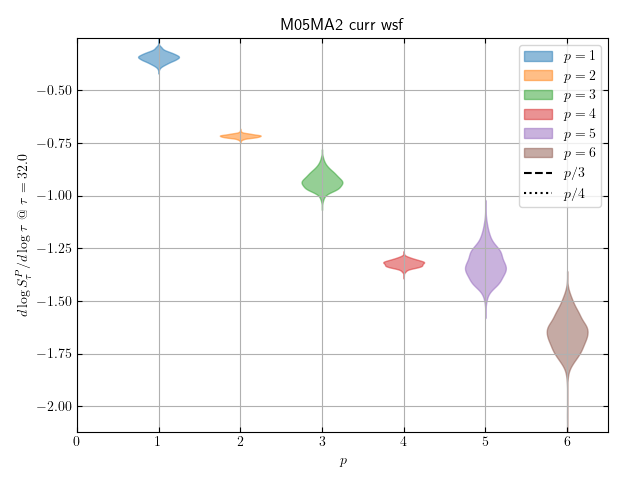 M05MA2 curr wsf
d log S_τ^p / d log τ @ τ = 32.0
−0.50
−0.75
−1.00
−1.25
−1.50
−1.75
−2.00
0 1 2 3 4 5 6
p
p = 1
p = 2
p = 3
p = 4
p = 5
p = 6
p/3
p/4